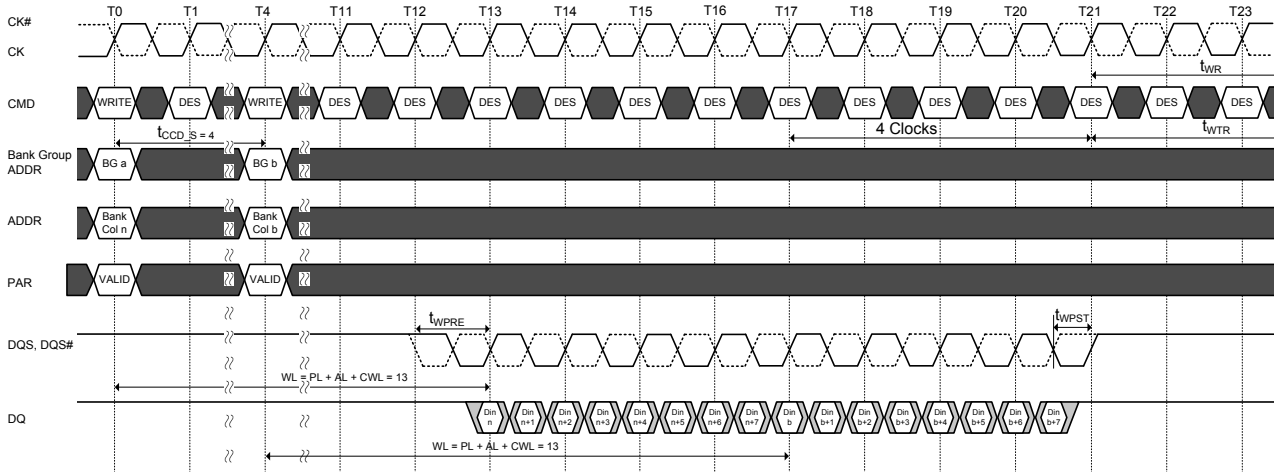 T0 T1 T4 T11 T12 T13 T14 T15 T16 T17 T18 T19 T20 T21 T22 T23
CK#
CK
tWR
CMD WRITE DES WRITE DES DES DES DES DES DES DES DES DES DES DES DES DES
tCCD_S = 4
4 Clocks
tWTR
Bank Group
ADDR
BG a BG b
ADDR
Bank
Col n
Bank
Col b
PAR VALID VALID
tWPRE
tWPST
DQS, DQS#
WL = PL + AL + CWL = 13
DQ
Din
n
Din
n+1
Din
n+2
Din
n+3
Din
n+4
Din
n+5
Din
n+6
Din
n+7
Din
b
Din
b+1
Din
b+2
Din
b+3
Din
b+4
Din
b+5
Din
b+6
Din
b+7
WL = PL + AL + CWL = 13